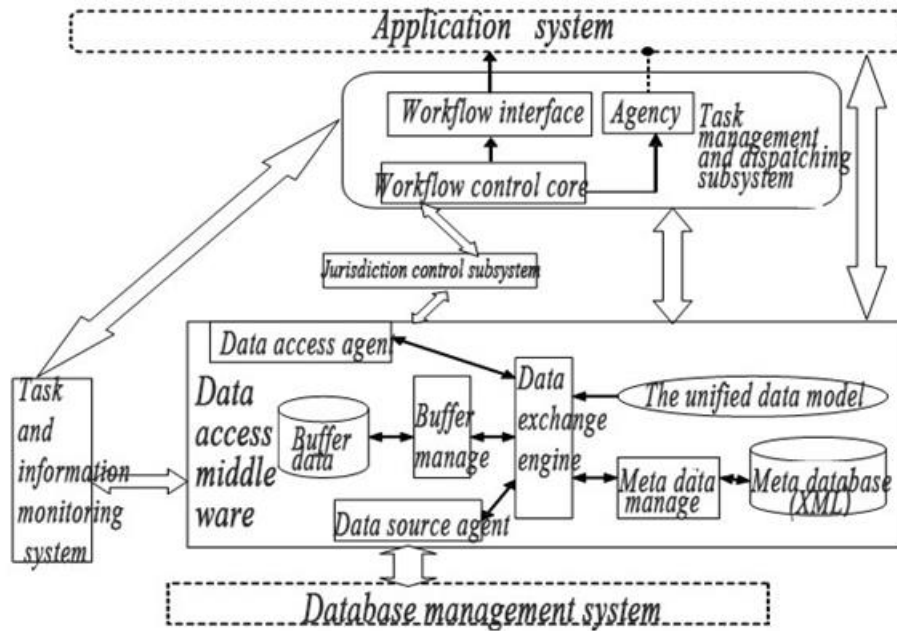 Application system
Workflow interface
Agency
Task
management
and dispatching
subsystem
Workflow control core
Jurisdiction control subsystem
Data access agent
Task
and
information
monitoring
system
Data
access
middle
ware
Buffer
data
Buffer
manage
Data
exchange
engine
The unified data model
Meta data
manage
Meta database
(XML)
Data source agent
Database management system